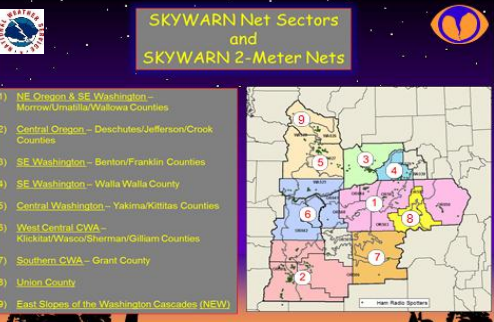 SKYWARN Net Sectors
and
SKYWARN 2-Meter Nets
NATIONAL WEATHER SERVICE
) NE Oregon & SE Washington –
Morrow/Umatilla/Wallowa Counties
2) Central Oregon – Deschutes/Jefferson/Crook
Counties
3) SE Washington – Benton/Franklin Counties
4) SE Washington – Walla Walla County
5) Central Washington – Yakima/Kittitas County
6) West Central CWA –
Klickitat/Wasco/Sherman/Gilliam Counties
7) Southern CWA – Grant County
8) Union County
9) East Slopes of the Washington Cascades (NEW)
9
5
3
4
6
1
8
7
2
Ham Radio Spotters